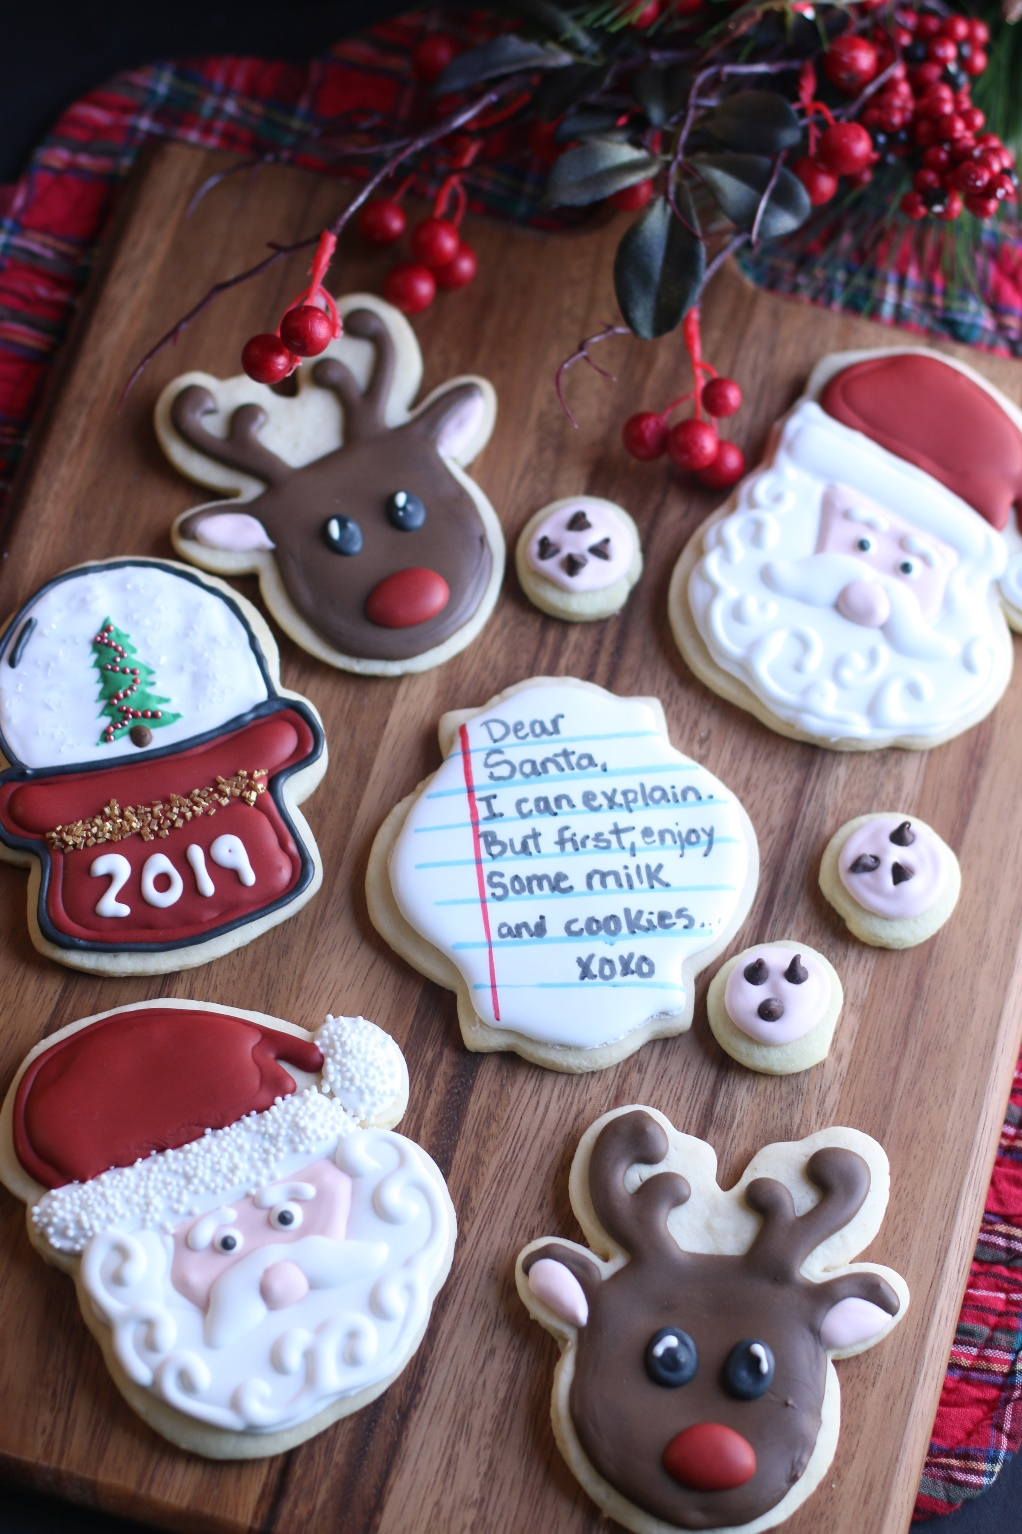 Dear
Santa,
I can explain.
But first, enjoy
some milk
and cookies...
xoxo
2019